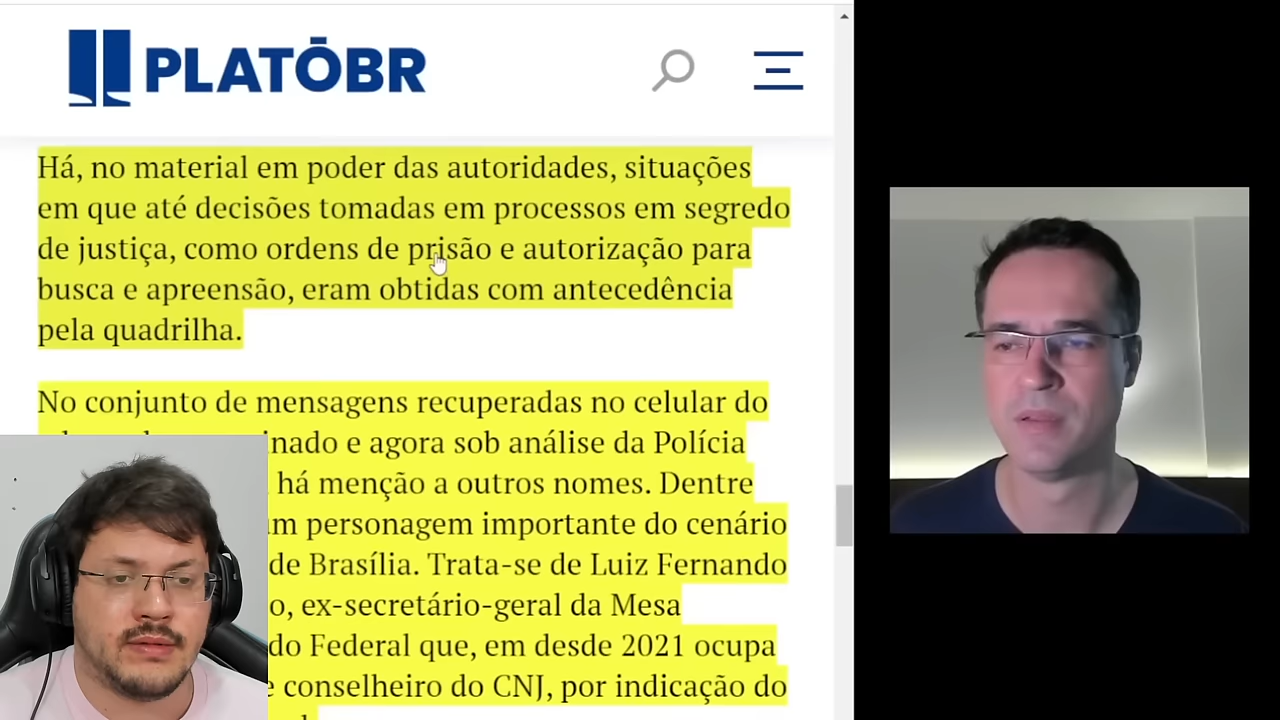 PLATŌBR
Há, no material em poder das autoridades, situações
em que até decisões tomadas em processos em segredo
de justiça, como ordens de prisão e autorização para
busca e apreensão, eram obtidas com antecedência
pela quadrilha.
No conjunto de mensagens recuperadas no celular do
e agora sob análise da Polícia
há menção a outros nomes. Dentre
personagem importante do cenário
de Brasília. Trata-se de Luiz Fernando
ex-secretário-geral da Mesa
do Federal que, em desde 2021 ocupa
conselheiro do CNJ, por indicação do